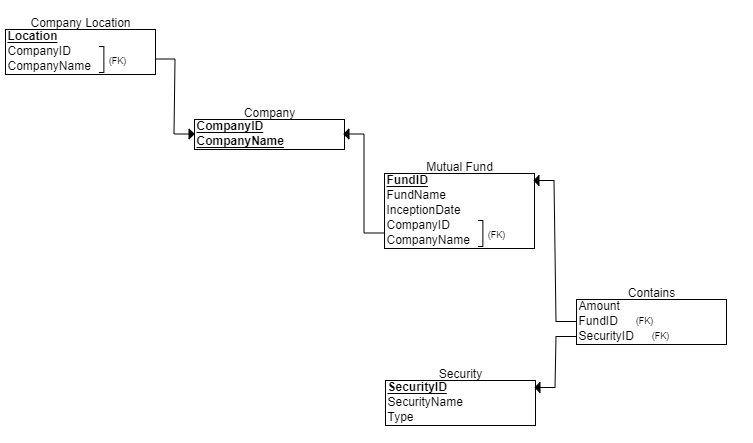 Company Location
Location
CompanyID
CompanyName
(FK)
Company
CompanyID
CompanyName
Mutual Fund
FundID
FundName
InceptionDate
CompanyID
CompanyName
(FK)
Contains
Amount
FundID (FK)
SecurityID (FK)
Security
SecurityID
SecurityName
Type